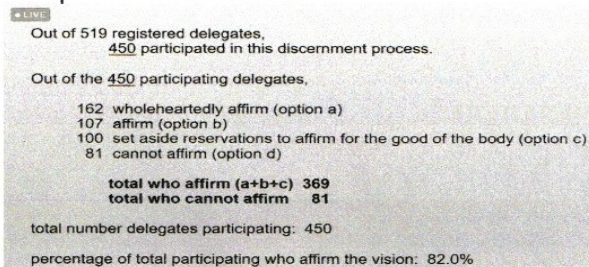 LIVE
Out of 519 registered delegates,
450 participated in this discernment process.
Out of the 450 participating delegates,
162 wholeheartedly affirm (option a)
107 affirm (option b)
100 set aside reservations to affirm for the good of the body (option c)
81 cannot affirm (option d)
total who affirm (a+b+c) 369
total who cannot affirm 81
total number delegates participating: 450
percentage of total participating who affirm the vision: 82.0%